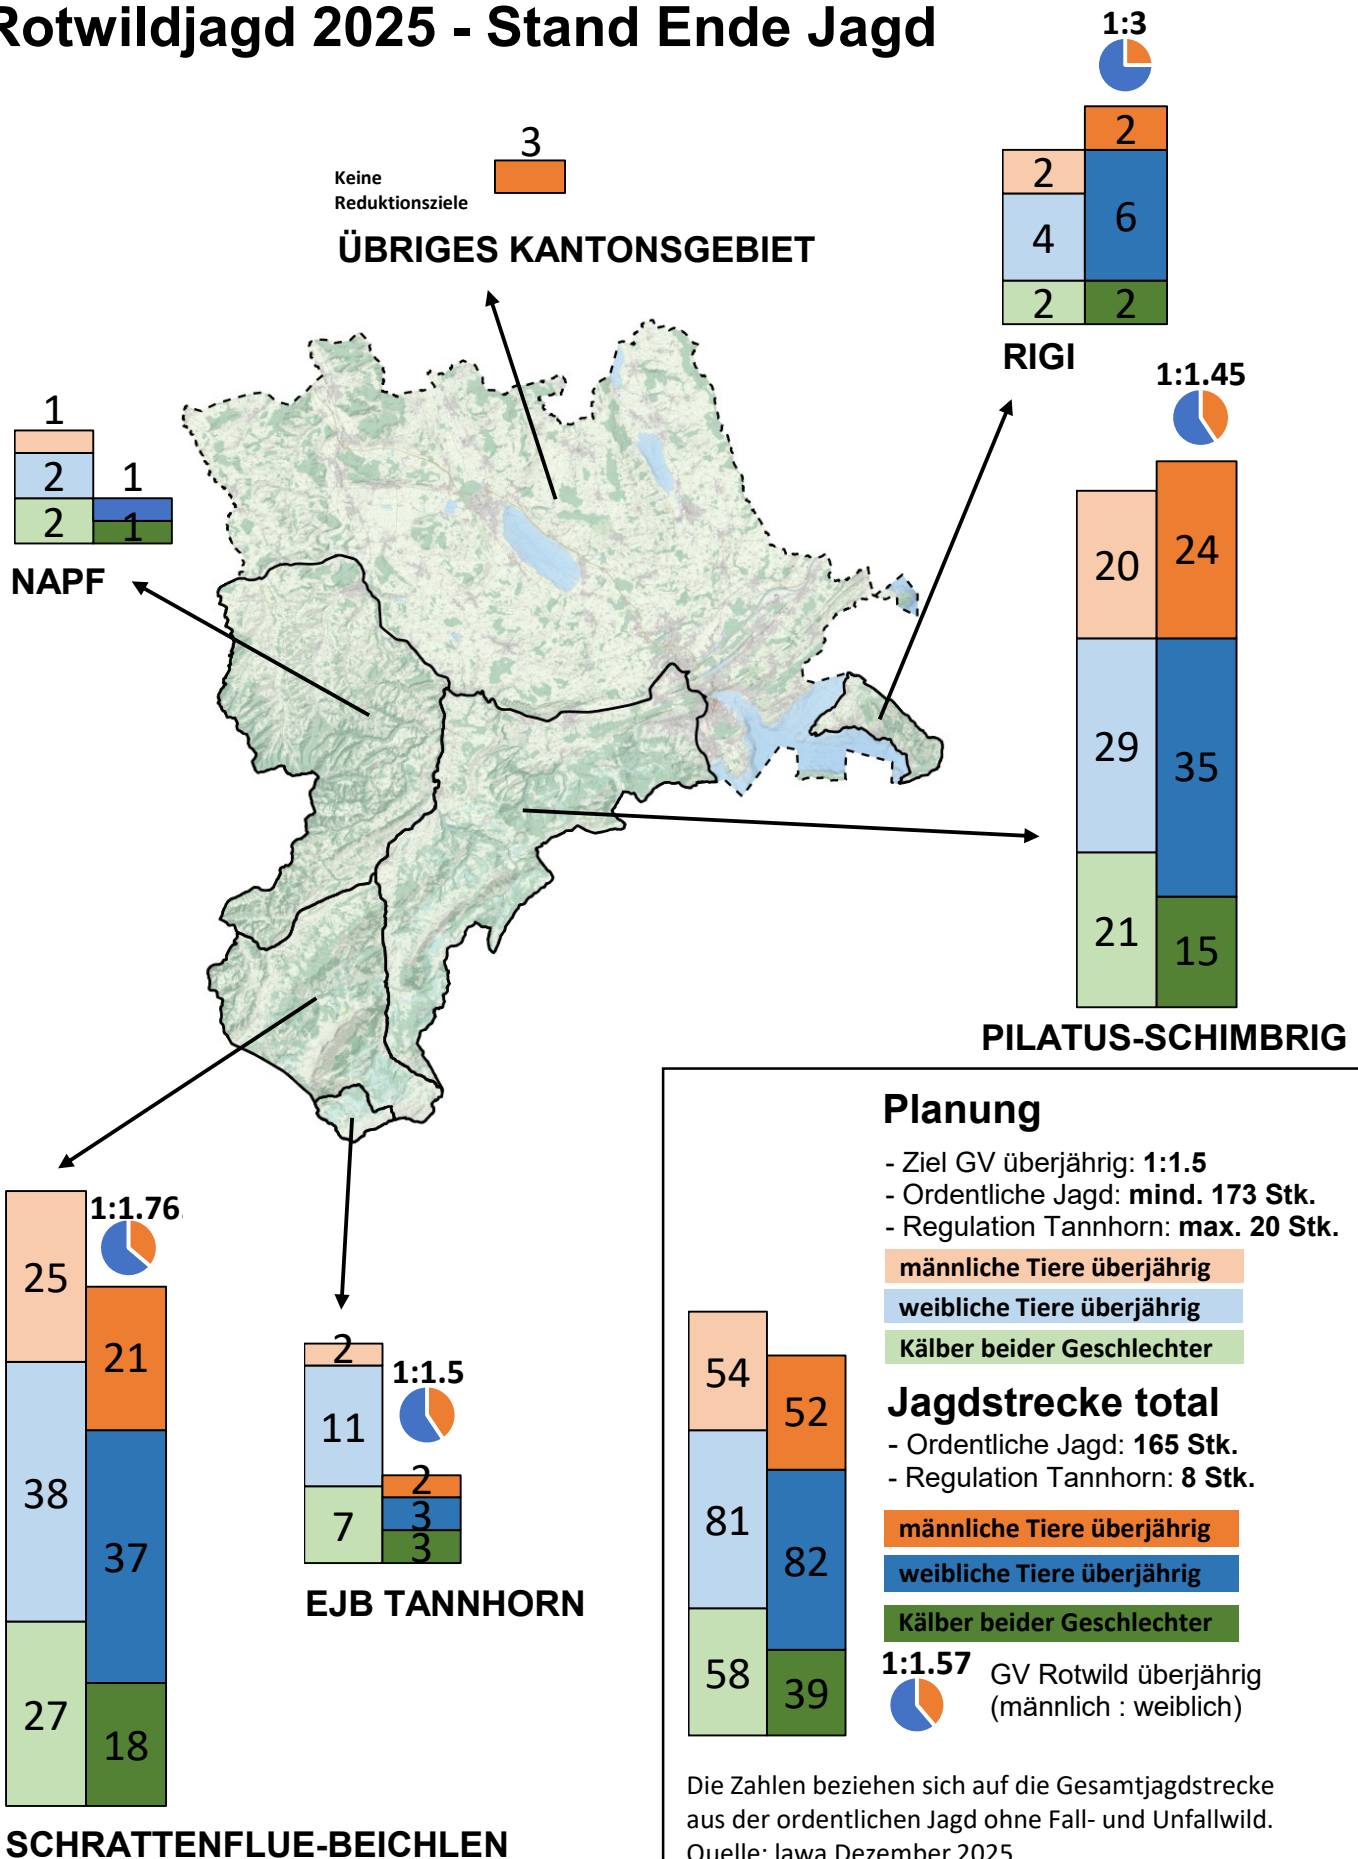 Rotwildjagd 2025 - Stand Ende Jagd
1:3
3
Keine
Reduktionsziele
ÜBRIGES KANTONSGEBIET
2
2
4
6
2
2
RIGI
1
2
1
2
1
NAPF
1:1.45
20
24
29
35
21
15
PILATUS-SCHIMBRIG
1:1.76
25
21
38
37
27
18
SCHRATTENFLUE-BEICHLEN
2
1:1.5
11
2
3
7
3
EJB TANNHORN
Planung
- Ziel GV überjährig: 1:1.5
- Ordentliche Jagd: mind. 173 Stk.
- Regulation Tannhorn: max. 20 Stk.
männliche Tiere überjährig
weibliche Tiere überjährig
Kälber beider Geschlechter
54
52
81
82
58
39
Jagdstrecke total
- Ordentliche Jagd: 165 Stk.
- Regulation Tannhorn: 8 Stk.
männliche Tiere überjährig
weibliche Tiere überjährig
Kälber beider Geschlechter
1:1.57
GV Rotwild überjährig
(männlich : weiblich)
Die Zahlen beziehen sich auf die Gesamtjagdstrecke
aus der ordentlichen Jagd ohne Fall- und Unfallwild.
Quelle: lawa Dezember 2025